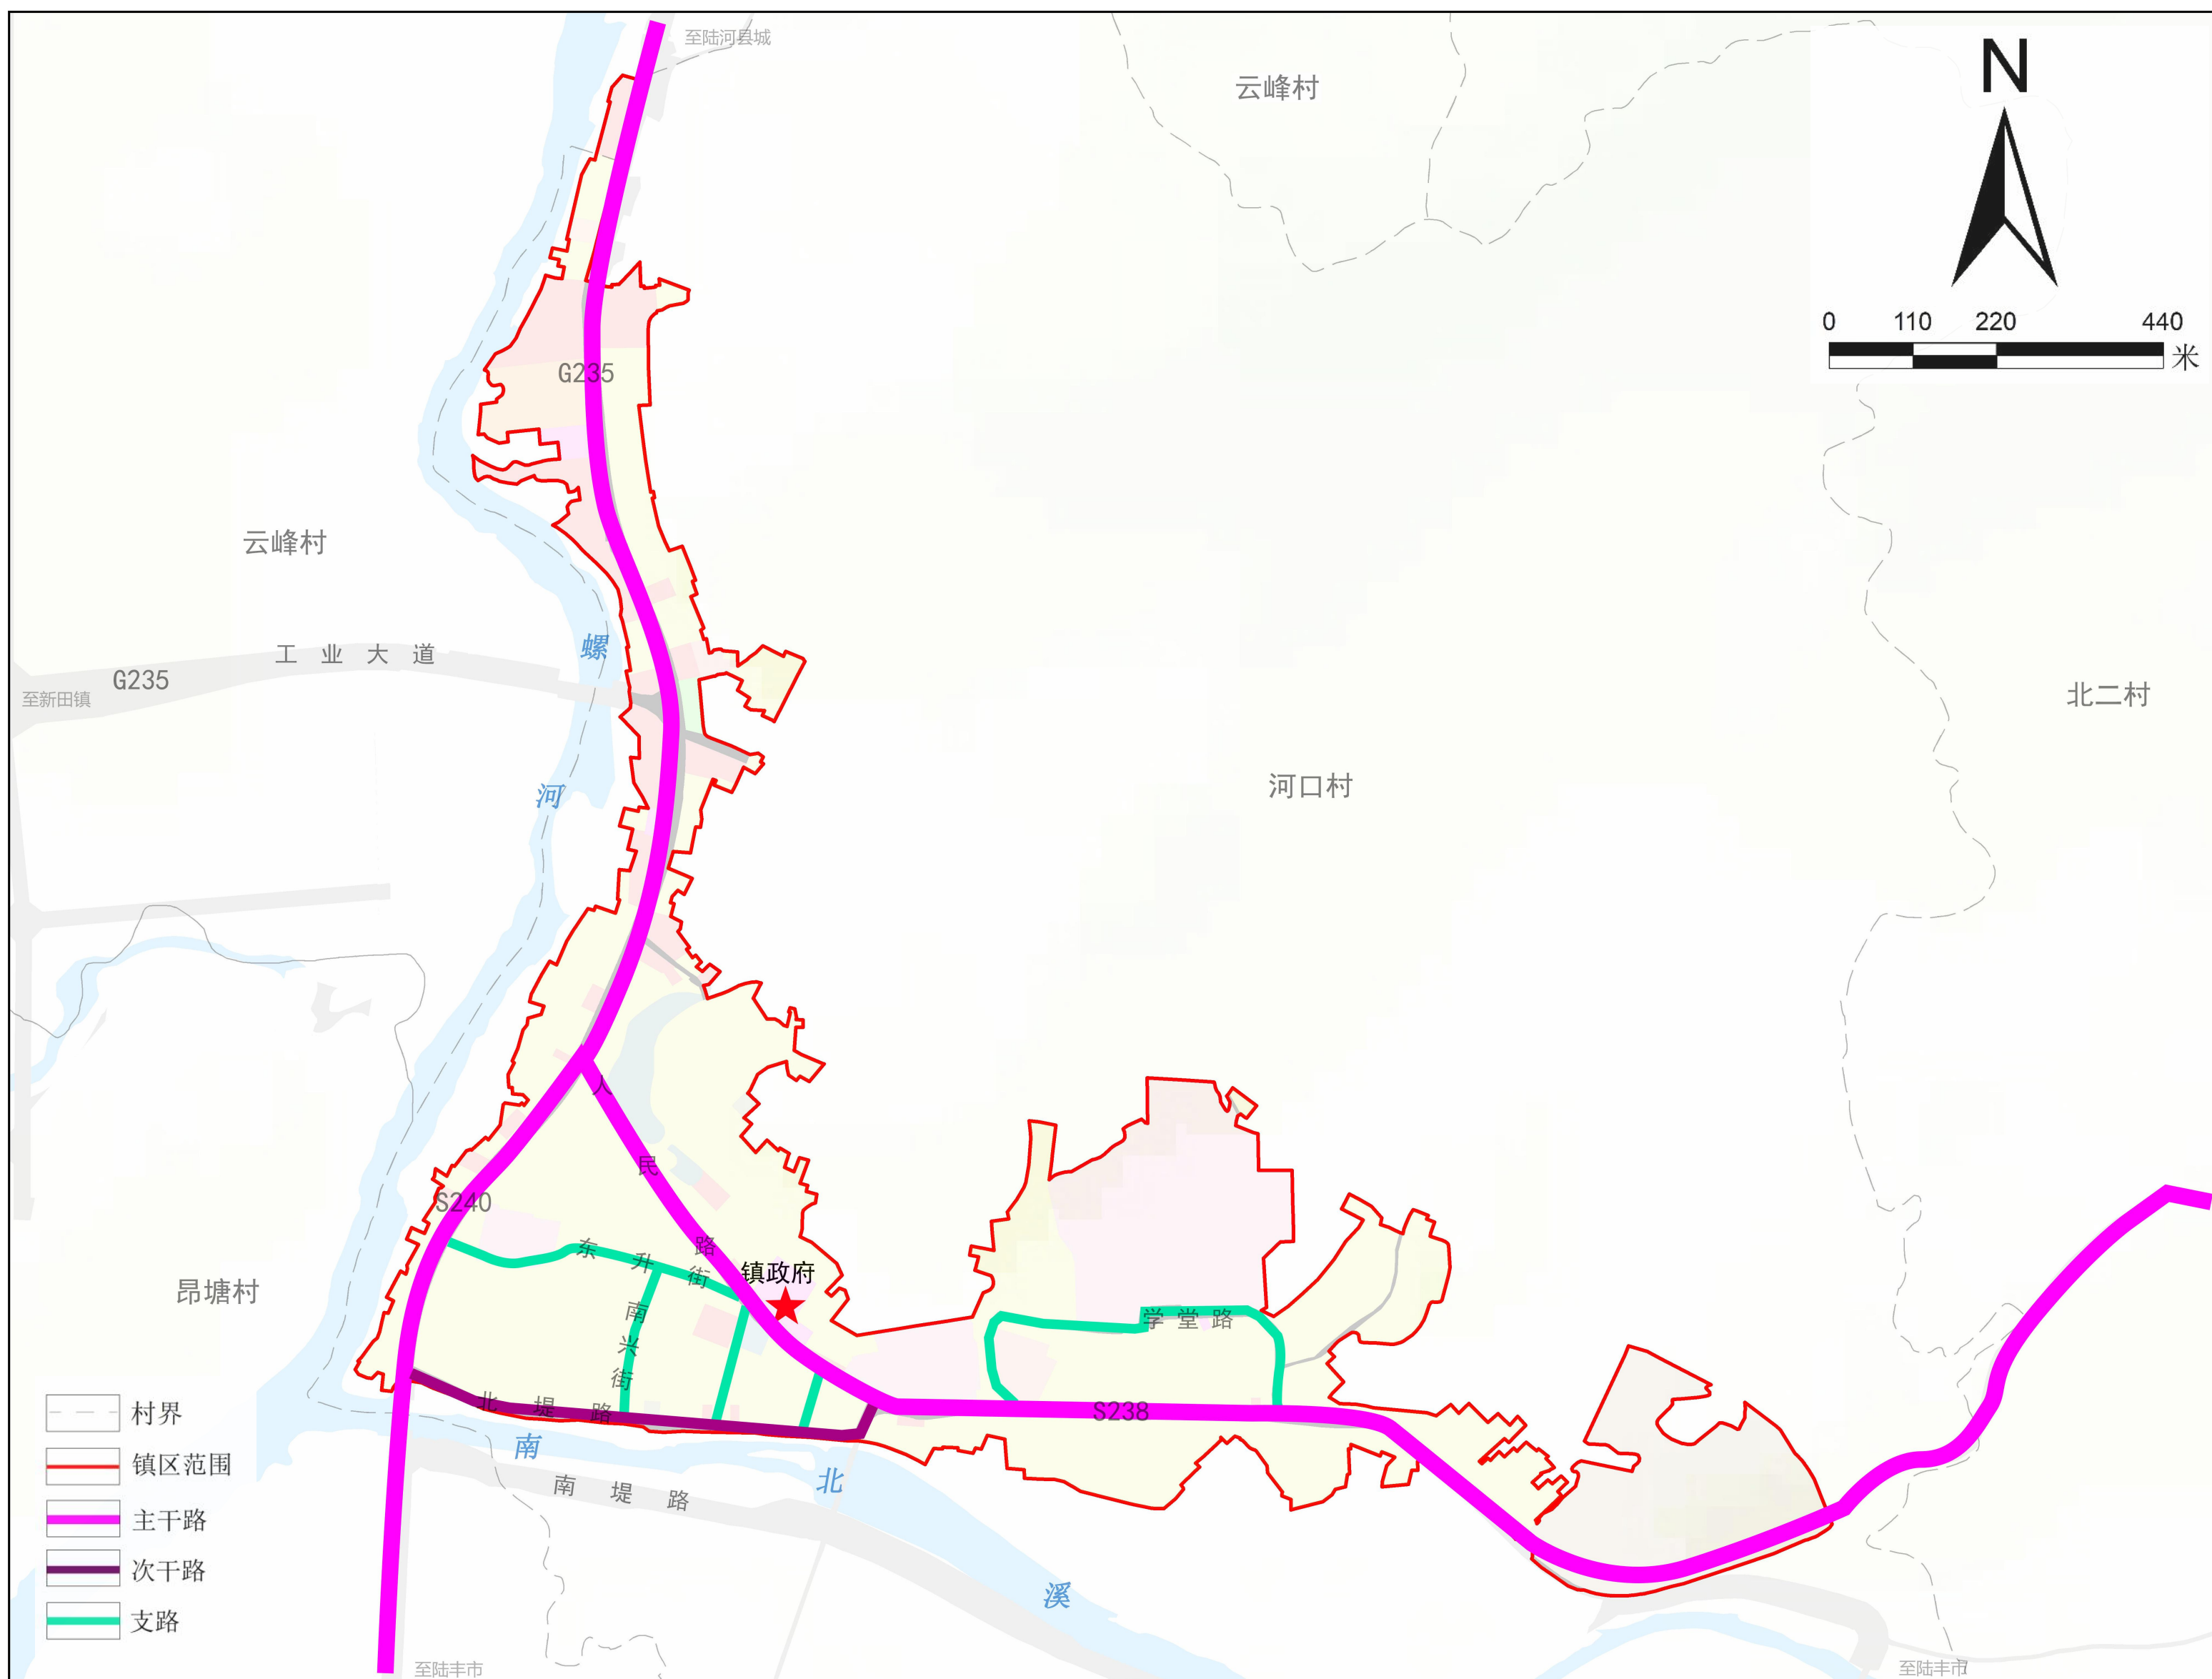 至陆河县城
云峰村
N
0 110 220 440
米
G235
云峰村
螺
工业大道
G235
至新田镇
北二村
河口村
河
人
民
路
S240
东升街
镇政府
昂塘村
南兴街
学堂路
北堤路
S238
南
北
溪
南堤路
村界
镇区范围
主干路
次干路
支路
至陆丰市
至陆丰市